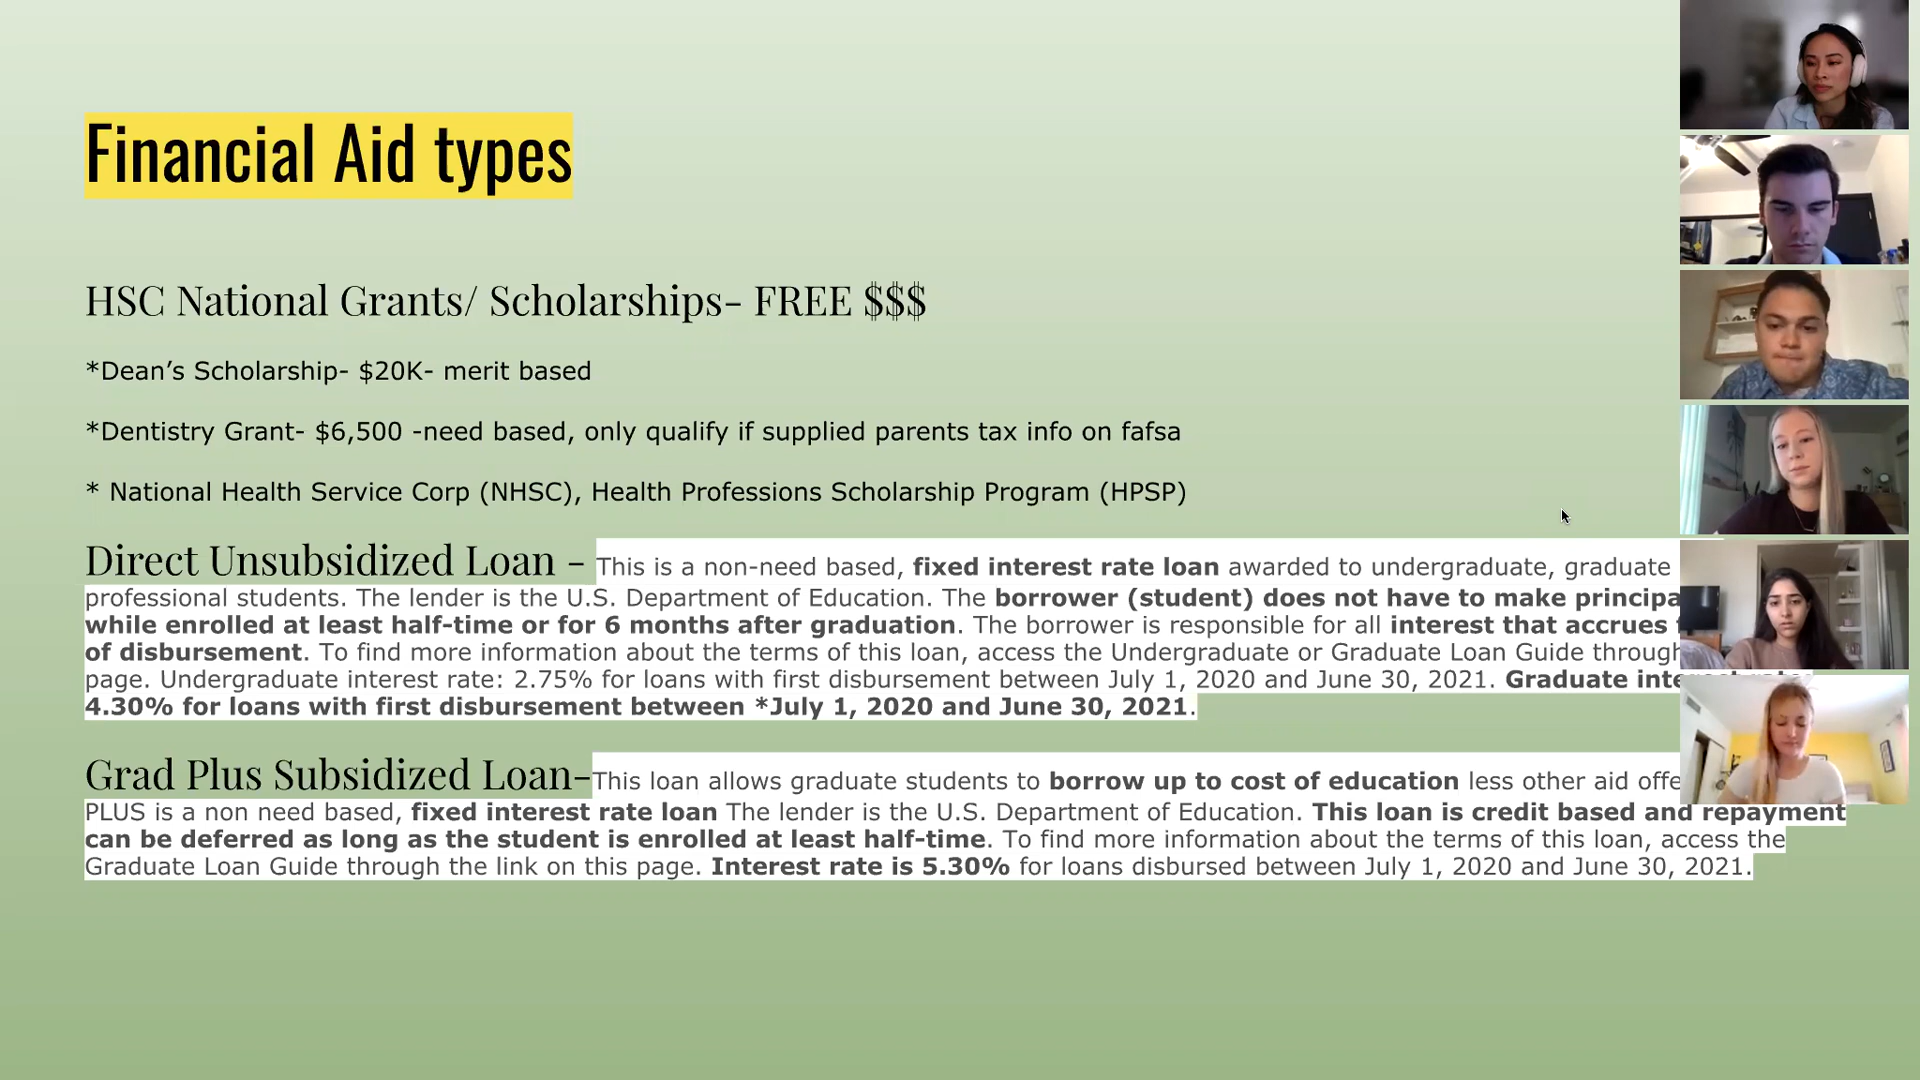 Financial Aid types
HSC National Grants/ Scholarships- FREE $$$
*Dean’s Scholarship- $20K- merit based
*Dentistry Grant- $6,500 -need based, only qualify if supplied parents tax info on fafsa
* National Health Service Corp (NHSC), Health Professions Scholarship Program (HPSP)
Direct Unsubsidized Loan - This is a non-need based, fixed interest rate loan awarded to undergraduate, graduate
professional students. The lender is the U.S. Department of Education. The borrower (student) does not have to make
while enrolled at least half-time or for 6 months after graduation. The borrower is responsible for all interest that accrues
of disbursement. To find more information about the terms of this loan, access the Undergraduate or Graduate Loan Guide through
page. Undergraduate interest rate: 2.75% for loans with first disbursement between July 1, 2020 and June 30, 2021. Graduate
4.30% for loans with first disbursement between *July 1, 2020 and June 30, 2021.
Grad Plus Subsidized Loan-This loan allows graduate students to borrow up to cost of education less other aid
PLUS is a non need based, fixed interest rate loan The lender is the U.S. Department of Education. This loan is credit based and repayment
can be deferred as long as the student is enrolled at least half-time. To find more information about the terms of this loan, access the
Graduate Loan Guide through the link on this page. Interest rate is 5.30% for loans disbursed between July 1, 2020 and June 30, 2021.